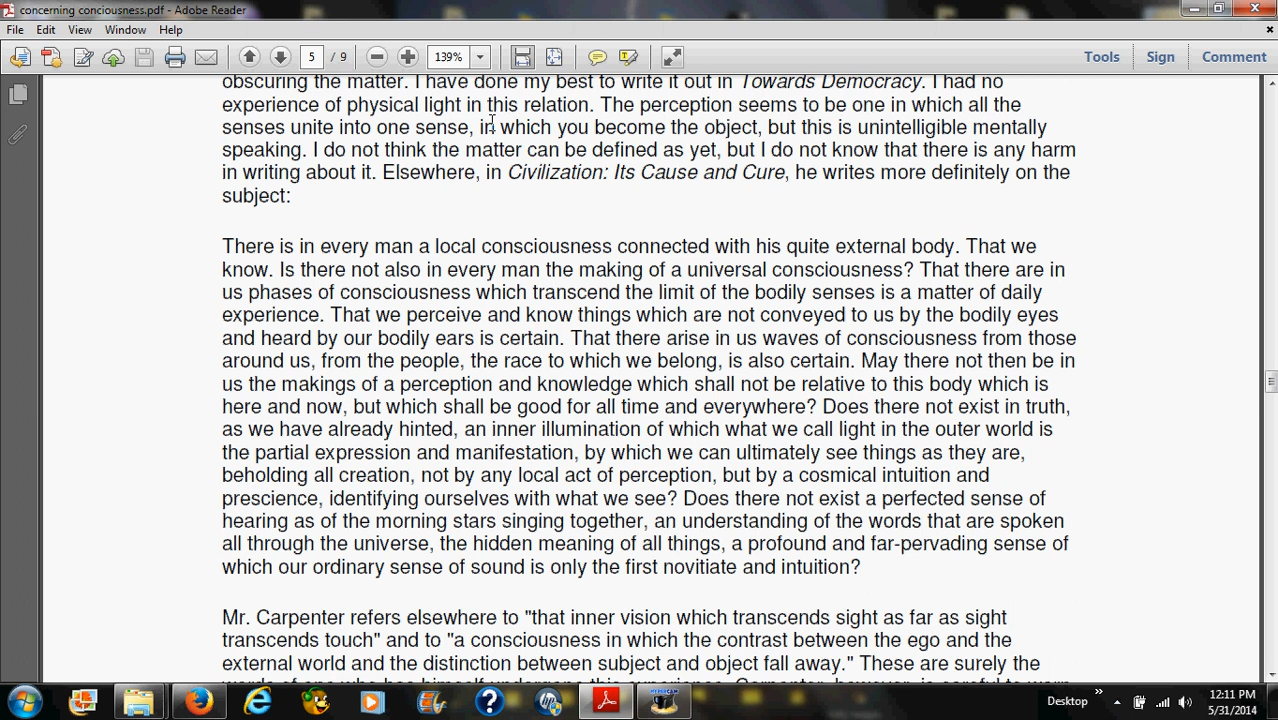 concerning conciousness.pdf - Adobe Reader
File Edit View Window Help
5 / 9 139% Tools Sign Comment
obscuring the matter. I have done my best to write it out in Towards Democracy. I had no
experience of physical light in this relation. The perception seems to be one in which all the
senses unite into one sense, in which you become the object, but this is unintelligible mentally
speaking. I do not think the matter can be defined as yet, but I do not know that there is any harm
in writing about it. Elsewhere, in Civilization: Its Cause and Cure, he writes more definitely on the
subject:
There is in every man a local consciousness connected with his quite external body. That we
know. Is there not also in every man the making of a universal consciousness? That there are in
us phases of consciousness which transcend the limit of the bodily senses is a matter of daily
experience. That we perceive and know things which are not conveyed to us by the bodily eyes
and heard by our bodily ears is certain. That there arise in us waves of consciousness from those
around us, from the people, the race to which we belong, is also certain. May there not then be in
us the makings of a perception and knowledge which shall not be relative to this body which is
here and now, but which shall be good for all time and everywhere? Does there not exist in truth,
as we have already hinted, an inner illumination of which what we call light in the outer world is
the partial expression and manifestation, by which we can ultimately see things as they are,
beholding all creation, not by any local act of perception, but by a cosmical intuition and
prescience, identifying ourselves with what we see? Does there not exist a perfected sense of
hearing as of the morning stars singing together, an understanding of the words that are spoken
all through the universe, the hidden meaning of all things, a profound and far-pervading sense of
which our ordinary sense of sound is only the first novitiate and intuition?
Mr. Carpenter refers elsewhere to "that inner vision which transcends sight as far as sight
transcends touch" and to "a consciousness in which the contrast between the ego and the
external world and the distinction between subject and object fall away." These are surely the
Desktop 12:11 PM
5/31/2014